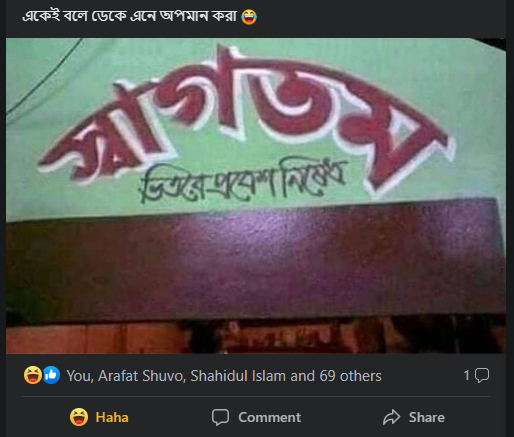 একেই বলে ডেকে এনে অপমান করা 😂
স্বাগতম
ভিতরে প্রবেশ নিষেধ
You, Arafat Shuvo, Shahidul Islam and 69 others
1
Haha
Comment
Share